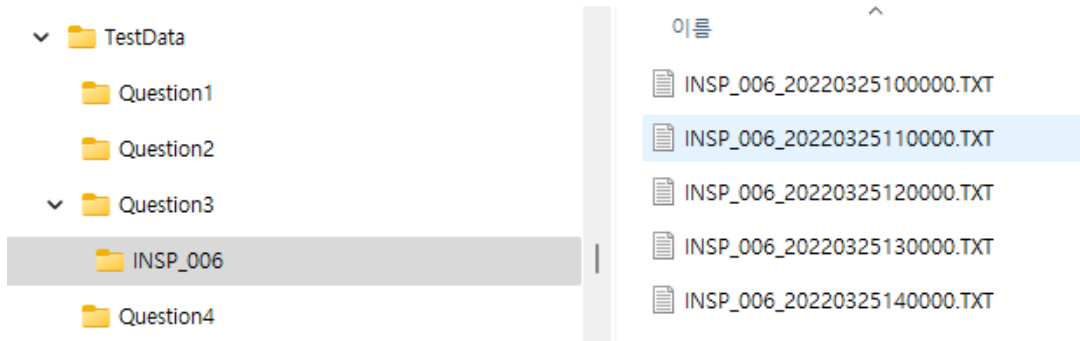 TestData
Question1
Question2
Question3
INSP_006
Question4
이름
INSP_006_20220325100000.TXT
INSP_006_20220325110000.TXT
INSP_006_20220325120000.TXT
INSP_006_20220325130000.TXT
INSP_006_20220325140000.TXT